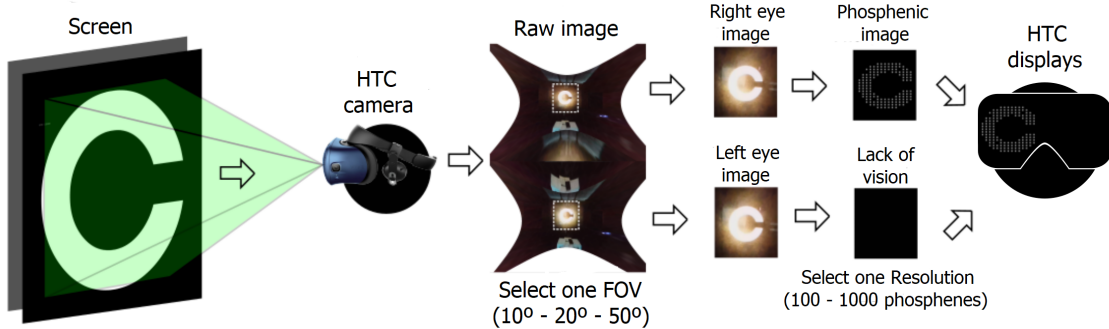 Screen
HTC
camera
Raw image
Select one FOV
(10º - 20º - 50º)
Right eye
image
Left eye
image
Phosphenic
image
Lack of
vision
Select one Resolution
(100 - 1000 phosphenes)
HTC
displays